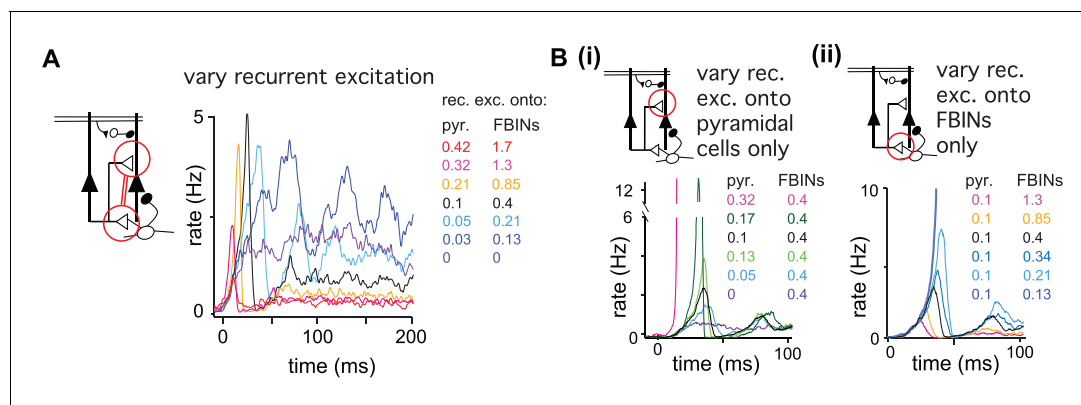 A
vary recurrent excitation
rec. exc. onto:
pyr. FBINs
0.42 1.7
0.32 1.3
0.21 0.85
0.1 0.4
0.05 0.21
0.03 0.13
0 0
5
0
rate (Hz)
0 100 200
time (ms)
B (i)
vary rec.
exc. onto
pyramidal
cells only
pyr. FBINs
0.32 0.4
0.17 0.4
0.1 0.4
0.13 0.4
0.05 0.4
0 0.4
12
6
0
rate (Hz)
0 100
time (ms)
(ii)
vary rec.
exc. onto
FBINs
only
pyr. FBINs
0.1 1.3
0.1 0.85
0.1 0.4
0.1 0.34
0.1 0.21
0.1 0.13
10
0
rate (Hz)
0 100
time (ms)